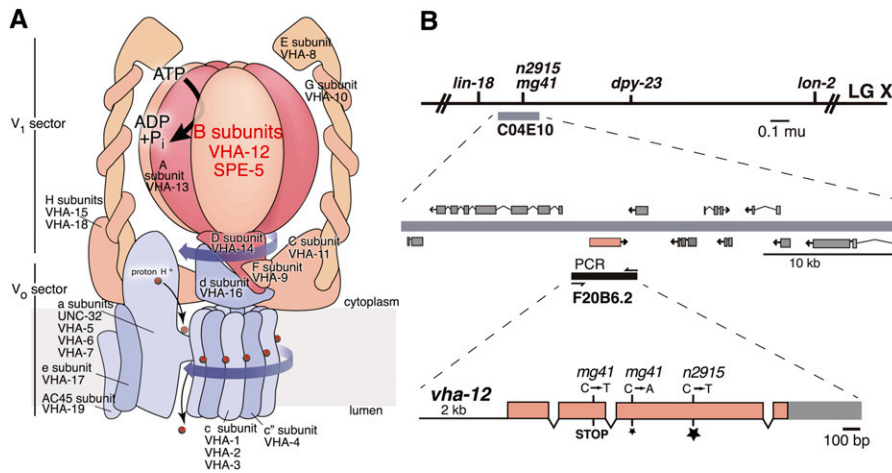 A
E subunit
VHA-8
ATP
G subunit
VHA-10
V1 sector
ADP
+Pi
B subunits
VHA-12
SPE-5
A
subunit
VHA-13
H subunits
VHA-15
VHA-18
D subunit
VHA-14
C subunit
VHA-11
F subunit
VHA-9
proton H+
d subunit
VHA-16
Vo sector
cytoplasm
a subunits
UNC-32
VHA-5
VHA-6
VHA-7
e subunit
VHA-17
AC45 subunit
VHA-19
lumen
c subunit
VHA-1
VHA-2
VHA-3
c" subunit
VHA-4
B
lin-18
n2915
mg41
dpy-23
lon-2
LG X
C04E10
0.1 mu
10 kb
PCR
F20B6.2
mg41
C→T
mg41
C→A
n2915
C→T
vha-12
2 kb
STOP
100 bp